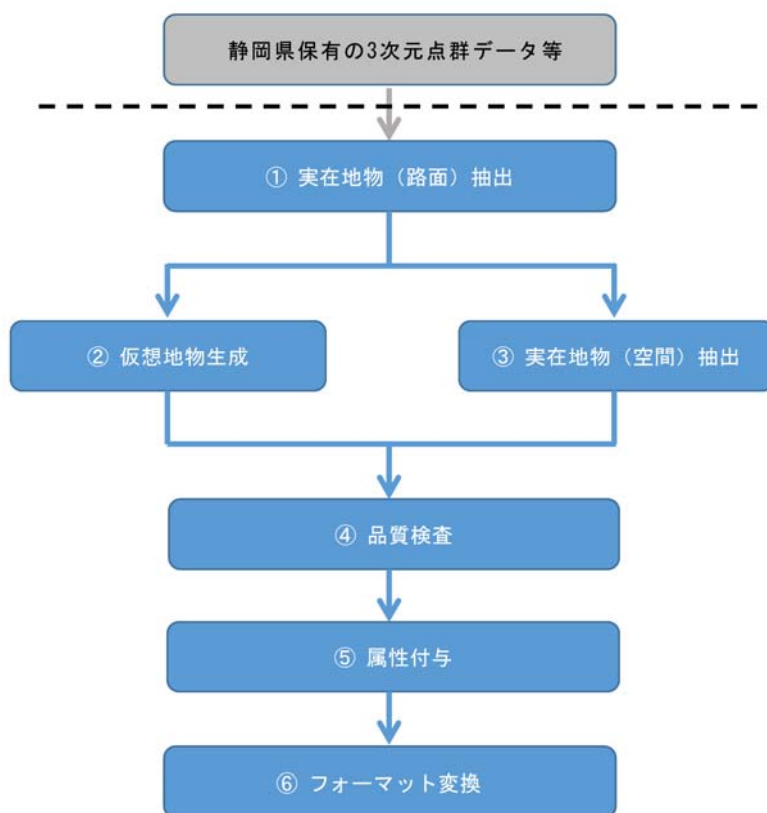 静岡県保有の3次元点群データ等
① 実在地物（路面）抽出
② 仮想地物生成
③ 実在地物（空間）抽出
④ 品質検査
⑤ 属性付与
⑥ フォーマット変換